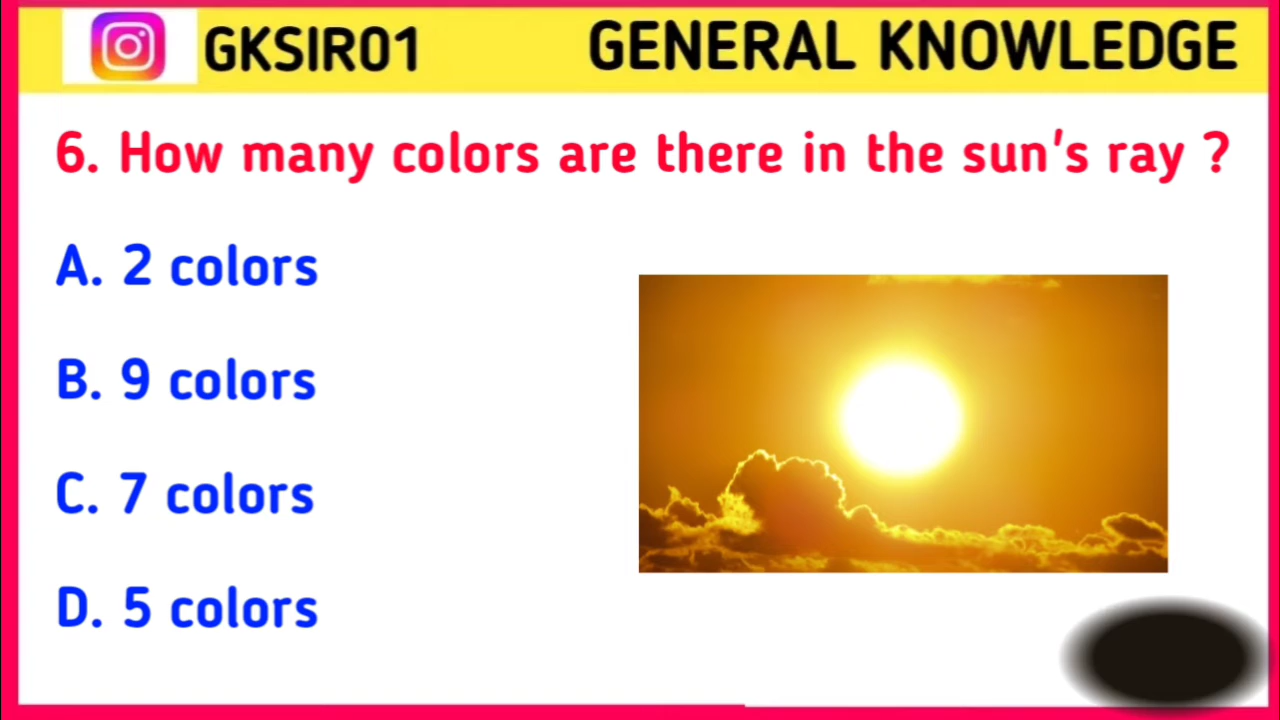 GKSIR01
GENERAL KNOWLEDGE
6. How many colors are there in the sun's ray ?
A. 2 colors
B. 9 colors
C. 7 colors
D. 5 colors